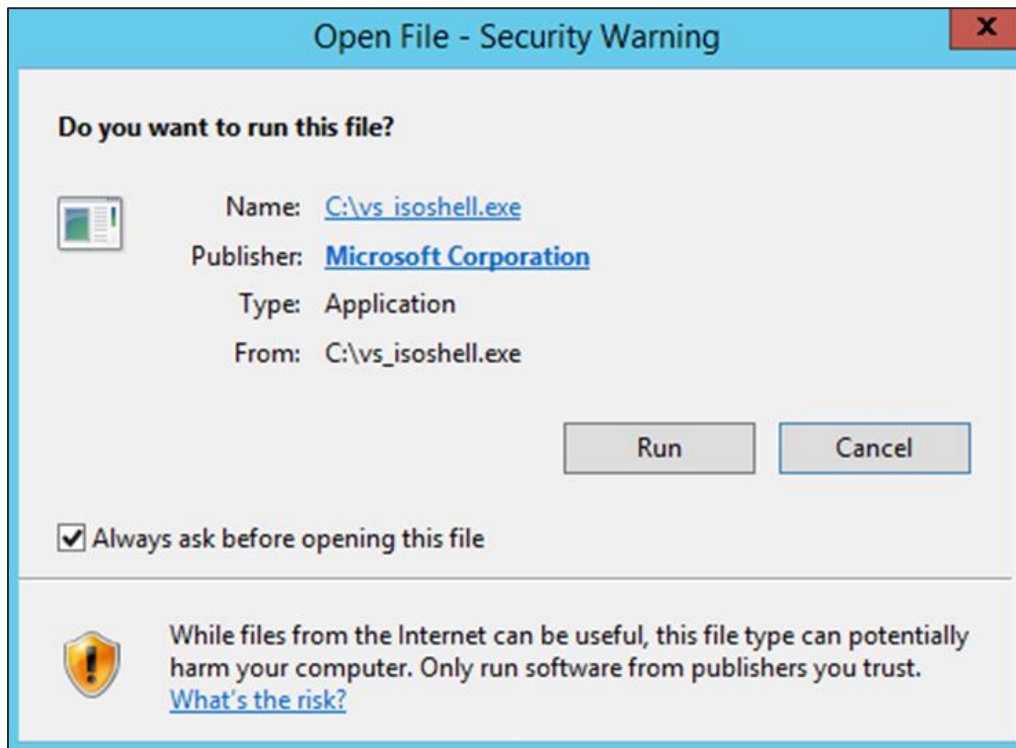 Open File - Security Warning
x
Do you want to run this file?
Name: C:\vs_isoshell.exe
Publisher: Microsoft Corporation
Type: Application
From: C:\vs_isoshell.exe
Run Cancel
Always ask before opening this file
While files from the Internet can be useful, this file type can potentially
harm your computer. Only run software from publishers you trust.
What's the risk?